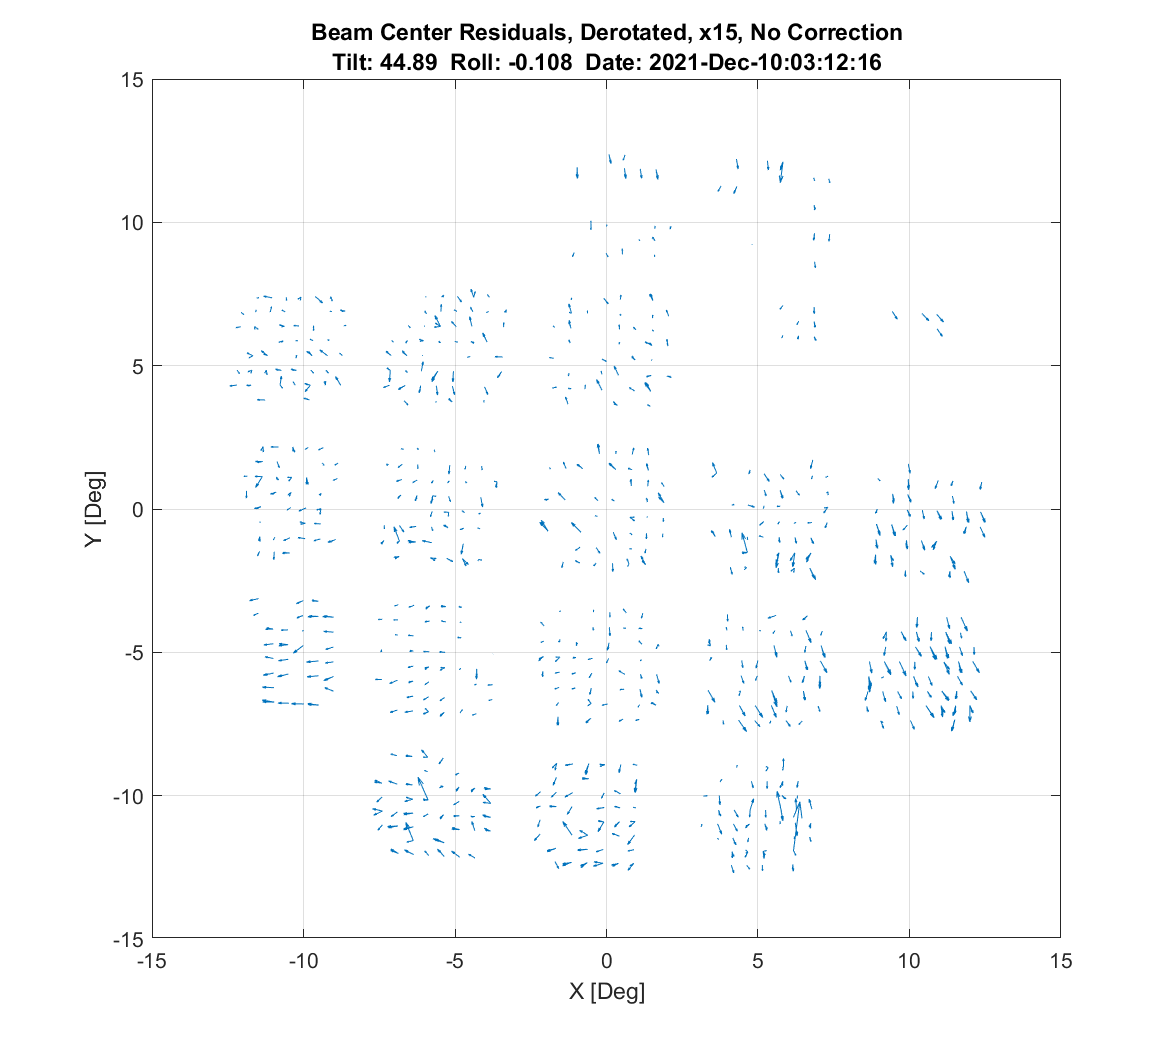 Beam Center Residuals, Derotated, x15, No Correction
Tilt: 44.89 Roll: -0.108 Date: 2021-Dec-10:03:12:16
15
10
5
0
-5
-10
-15
Y [Deg]
-15 -10 -5 0 5 10 15
X [Deg]